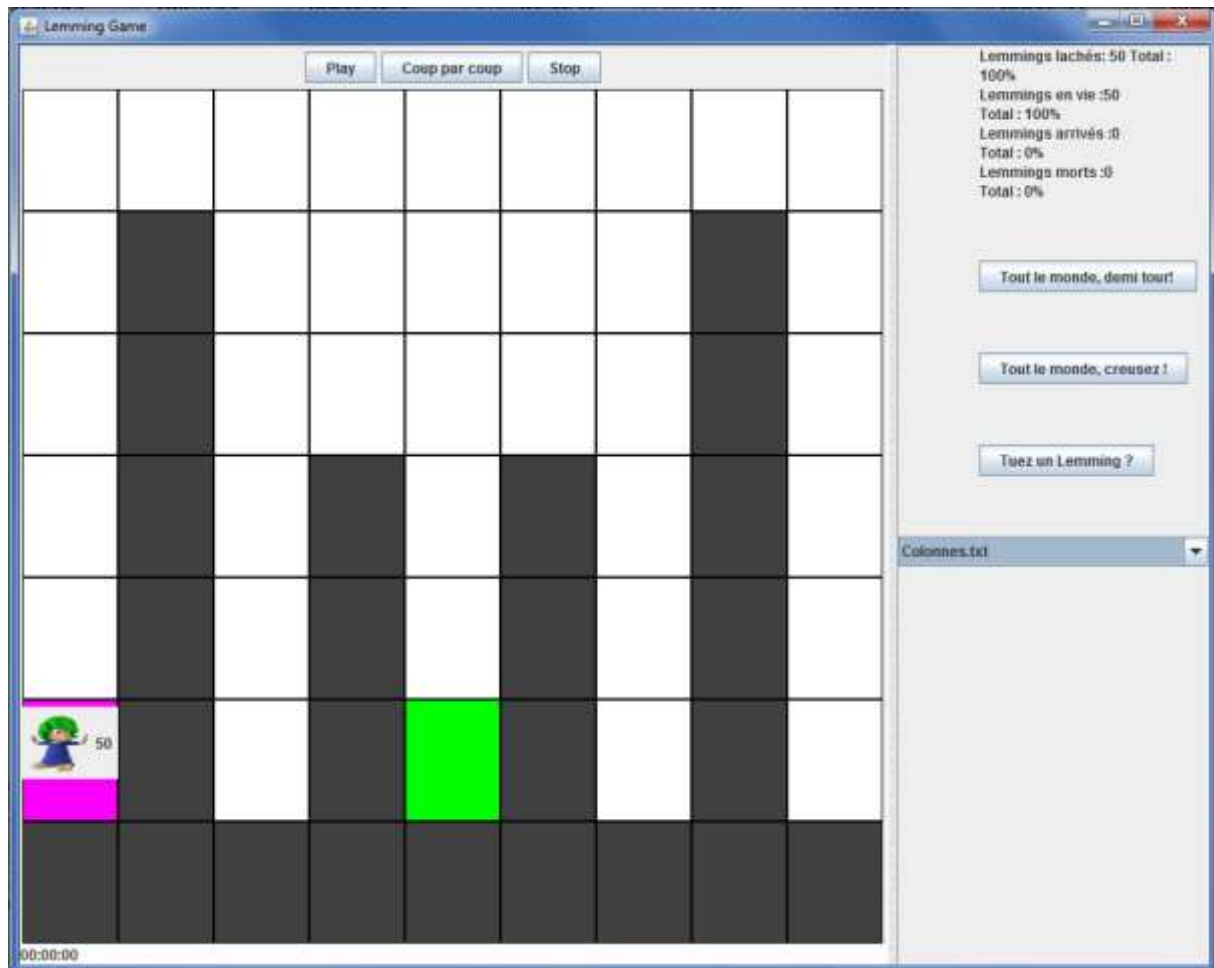 Lemming Game
Play Coup par coup Stop
Lemmings lachés: 50 Total :
100%
Lemmings en vie :50
Total : 100%
Lemmings arrivés :0
Total : 0%
Lemmings morts :0
Total : 0%
Tout le monde, demi tour!
Tout le monde, creusez !
Tuez un Lemming ?
Colonnes.txt
50
00:00:00